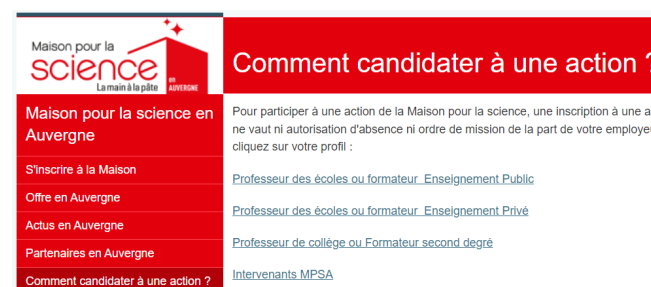 Maison pour la
science
La main à la pâte
en
AUVERGNE
Comment candidater à une action ?
Maison pour la science en
Auvergne
S'inscrire à la Maison
Offre en Auvergne
Actus en Auvergne
Partenaires en Auvergne
Comment candidater à une action ?
Pour participer à une action de la Maison pour la science, une inscription à une a
ne vaut ni autorisation d'absence ni ordre de mission de la part de votre employeu
cliquez sur votre profil :
Professeur des écoles ou formateur Enseignement Public
Professeur des écoles ou formateur Enseignement Privé
Professeur de collège ou Formateur second degré
Intervenants MPSA